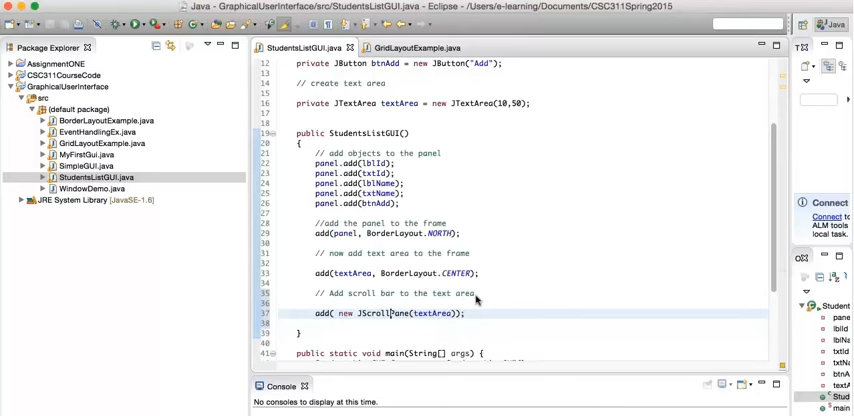 Java - GraphicalUserInterface/src/StudentsListGUI.java - Eclipse - /Users/e-learning/Documents/CSC311Spring2015
Java
Package Explorer
AssignmentONE
CSC311CourseCode
GraphicalUserInterface
src
(default package)
BorderLayoutExample.java
EventHandlingEx.java
GridLayoutExample.java
MyFirstGui.java
SimpleGUI.java
StudentsListGUI.java
WindowDemo.java
JRE System Library [JavaSE-1.6]
StudentsListGUI.java
GridLayoutExample.java
12 private JButton btnAdd = new JButton("Add");
13
14 // create text area
15
16 private JTextArea textArea = new JTextArea(10,50);
17
18
19 public StudentsListGUI()
20 {
21 // add objects to the panel
22 panel.add(lblId);
23 panel.add(txtId);
24 panel.add(lblName);
25 panel.add(txtName);
26 panel.add(btnAdd);
27
28 //add the panel to the frame
29 add(panel, BorderLayout.NORTH);
30
31 // now add text area to the frame
32
33 add(textArea, BorderLayout.CENTER);
34
35 // Add scroll bar to the text area
36
37 add( new JScrollPane(textArea));
38
39 }
40
41 public static void main(String[] args) {
Console
No consoles to display at this time.
Connect
Connect to
ALM tools
local task.
Student
pane
lblI
lblN
txtId
txtN
btnA
textA
Stud
main